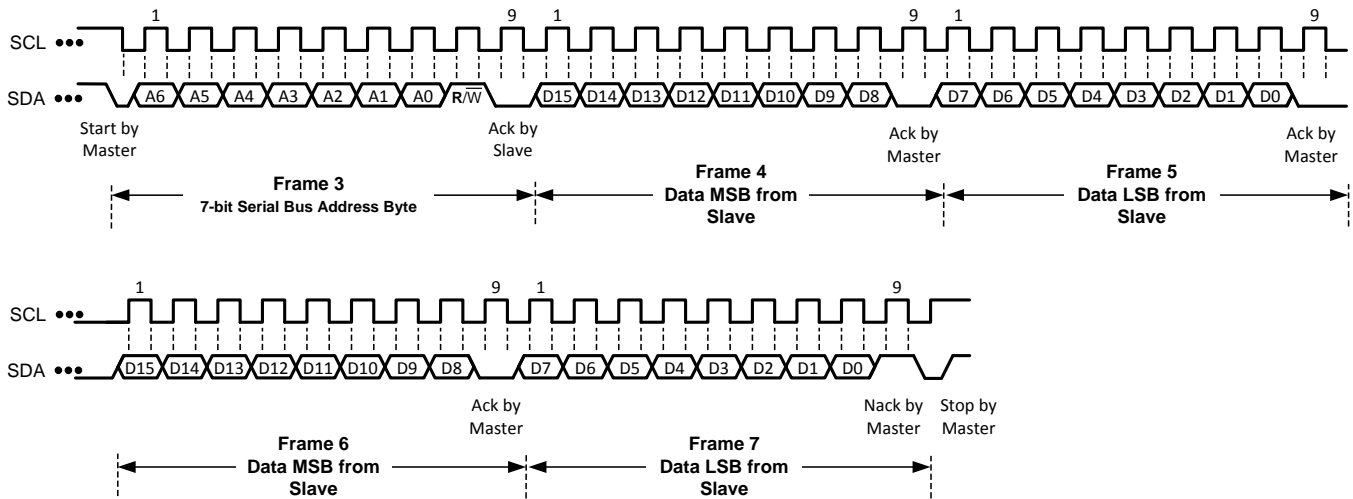 1 9 1 9 1 9
SCL •••
SDA ••• A6 A5 A4 A3 A2 A1 A0 R/W̅ D15 D14 D13 D12 D11 D10 D9 D8 D7 D6 D5 D4 D3 D2 D1 D0
Start by
Master
Ack by
Slave
Ack by
Master
Ack by
Master
Frame 3
7-bit Serial Bus Address Byte
Frame 4
Data MSB from
Slave
Frame 5
Data LSB from
Slave
1 9 1 9
SCL •••
SDA ••• D15 D14 D13 D12 D11 D10 D9 D8 D7 D6 D5 D4 D3 D2 D1 D0
Ack by
Master
Nack by
Master
Stop by
Master
Frame 6
Data MSB from
Slave
Frame 7
Data LSB from
Slave